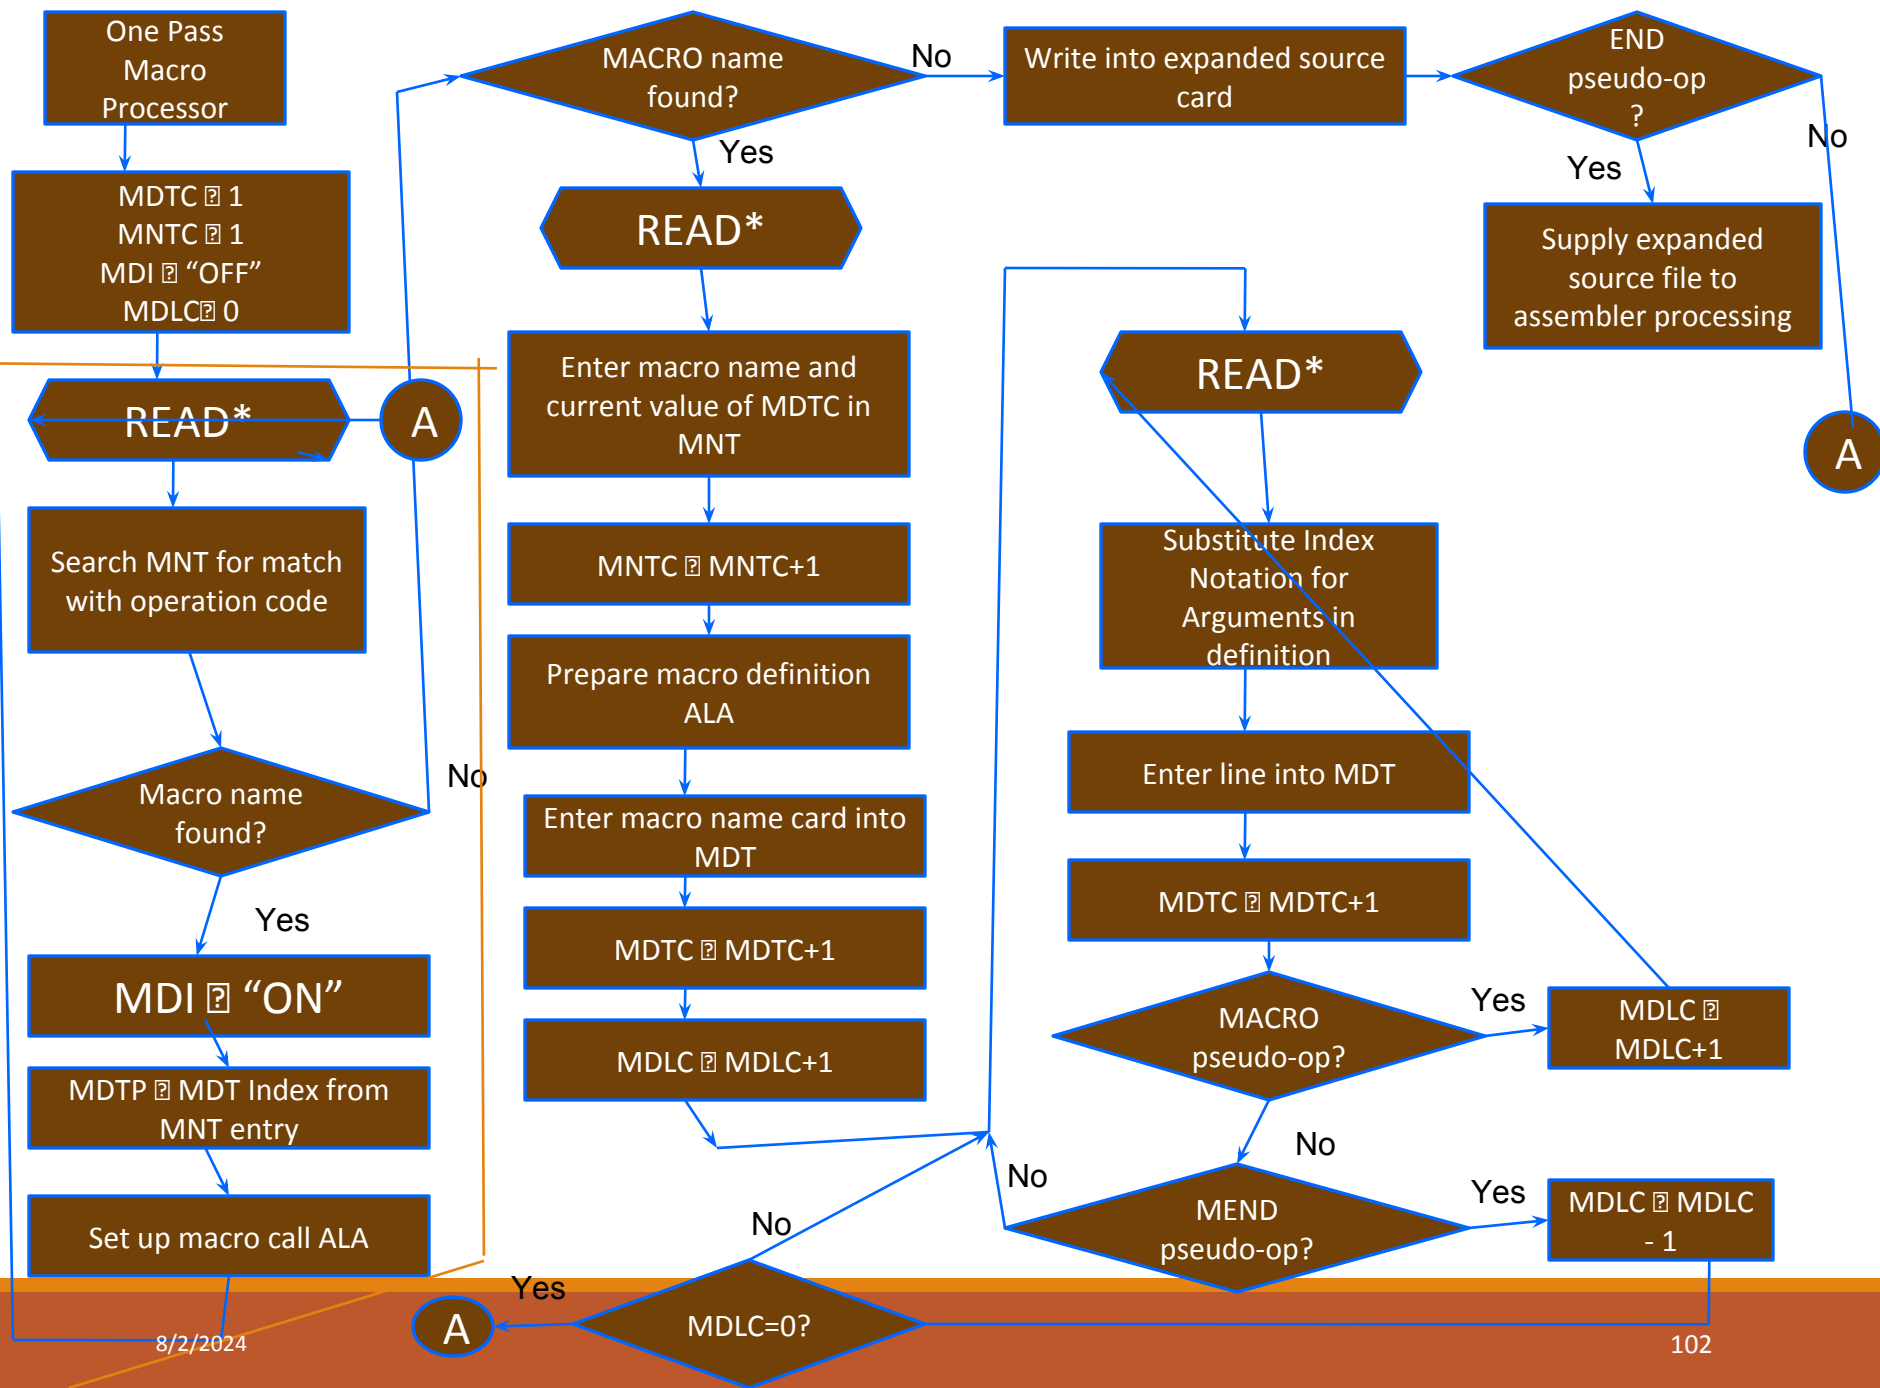 One Pass
Macro
Processor
MDTC ⍰ 1
MNTC ⍰ 1
MDI ⍰ “OFF”
MDLC⍰ 0
READ*
A
Search MNT for match
with operation code
Macro name
found?
No
Yes
MDI ⍰ “ON”
MDTP ⍰ MDT Index from
MNT entry
Set up macro call ALA
MACRO name
found?
No
Yes
Write into expanded source
card
END
pseudo-op
?
No
Yes
Supply expanded
source file to
assembler processing
A
READ*
Enter macro name and
current value of MDTC in
MNT
MNTC ⍰ MNTC+1
Prepare macro definition
ALA
Enter macro name card into
MDT
MDTC ⍰ MDTC+1
MDLC ⍰ MDLC+1
READ*
Substitute Index
Notation for
Arguments in
definition
Enter line into MDT
MDTC ⍰ MDTC+1
MACRO
pseudo-op?
Yes
MDLC ⍰
MDLC+1
No
MEND
pseudo-op?
No
Yes
MDLC ⍰ MDLC
- 1
MDLC=0?
No
Yes
A
8/2/2024
102